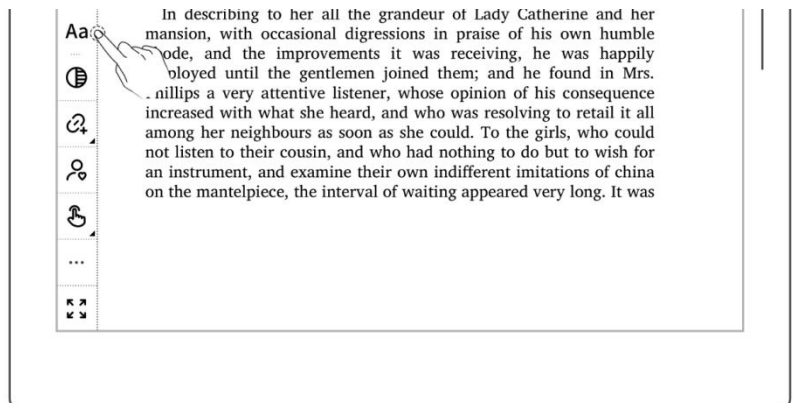 In describing to her all the grandeur of Lady Catherine and her
Aa
mansion, with occasional digressions in praise of his own humble
ode, and the improvements it was receiving, he was happily
ployed until the gentlemen joined them; and he found in Mrs.
hillips a very attentive listener, whose opinion of his consequence
increased with what she heard, and who was resolving to retail it all
among her neighbours as soon as she could. To the girls, who could
not listen to their cousin, and who had nothing to do but to wish for
an instrument, and examine their own indifferent imitations of china
on the mantelpiece, the interval of waiting appeared very long. It was